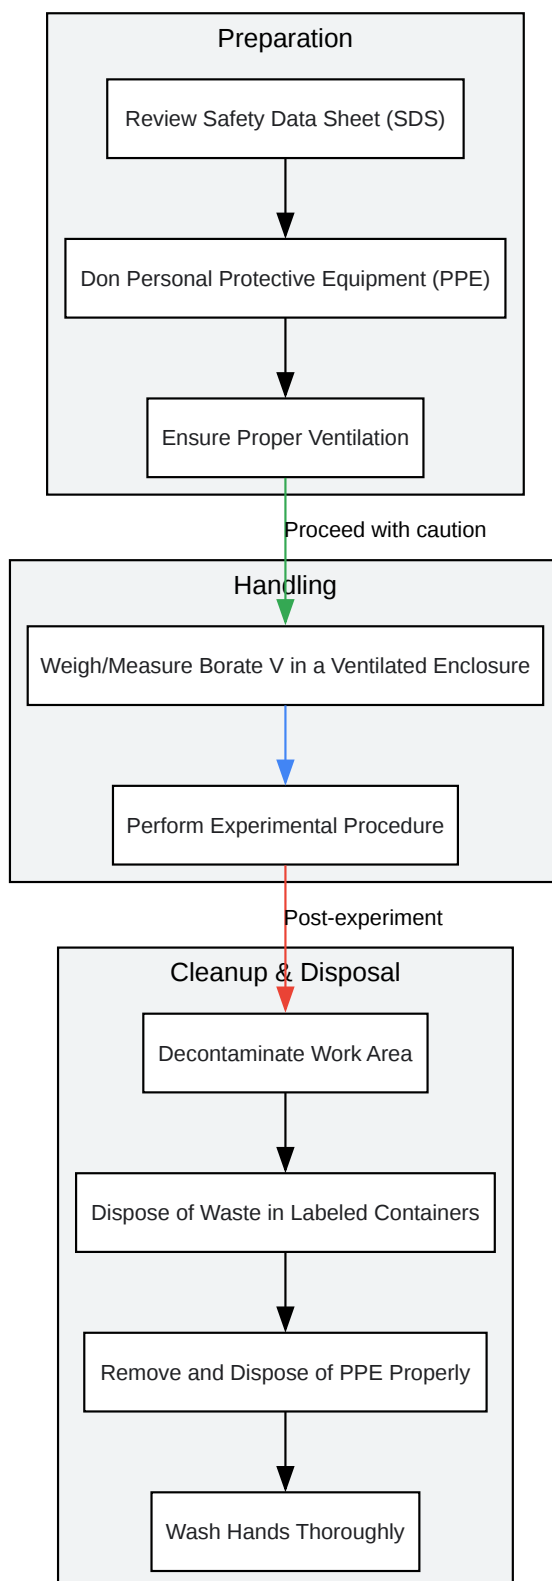 Preparation
Review Safety Data Sheet (SDS)
Don Personal Protective Equipment (PPE)
Ensure Proper Ventilation
Proceed with caution
Handling
Weigh/Measure Borate V in a Ventilated Enclosure
Perform Experimental Procedure
Post-experiment
Cleanup & Disposal
Decontaminate Work Area
Dispose of Waste in Labeled Containers
Remove and Dispose of PPE Properly
Wash Hands Thoroughly